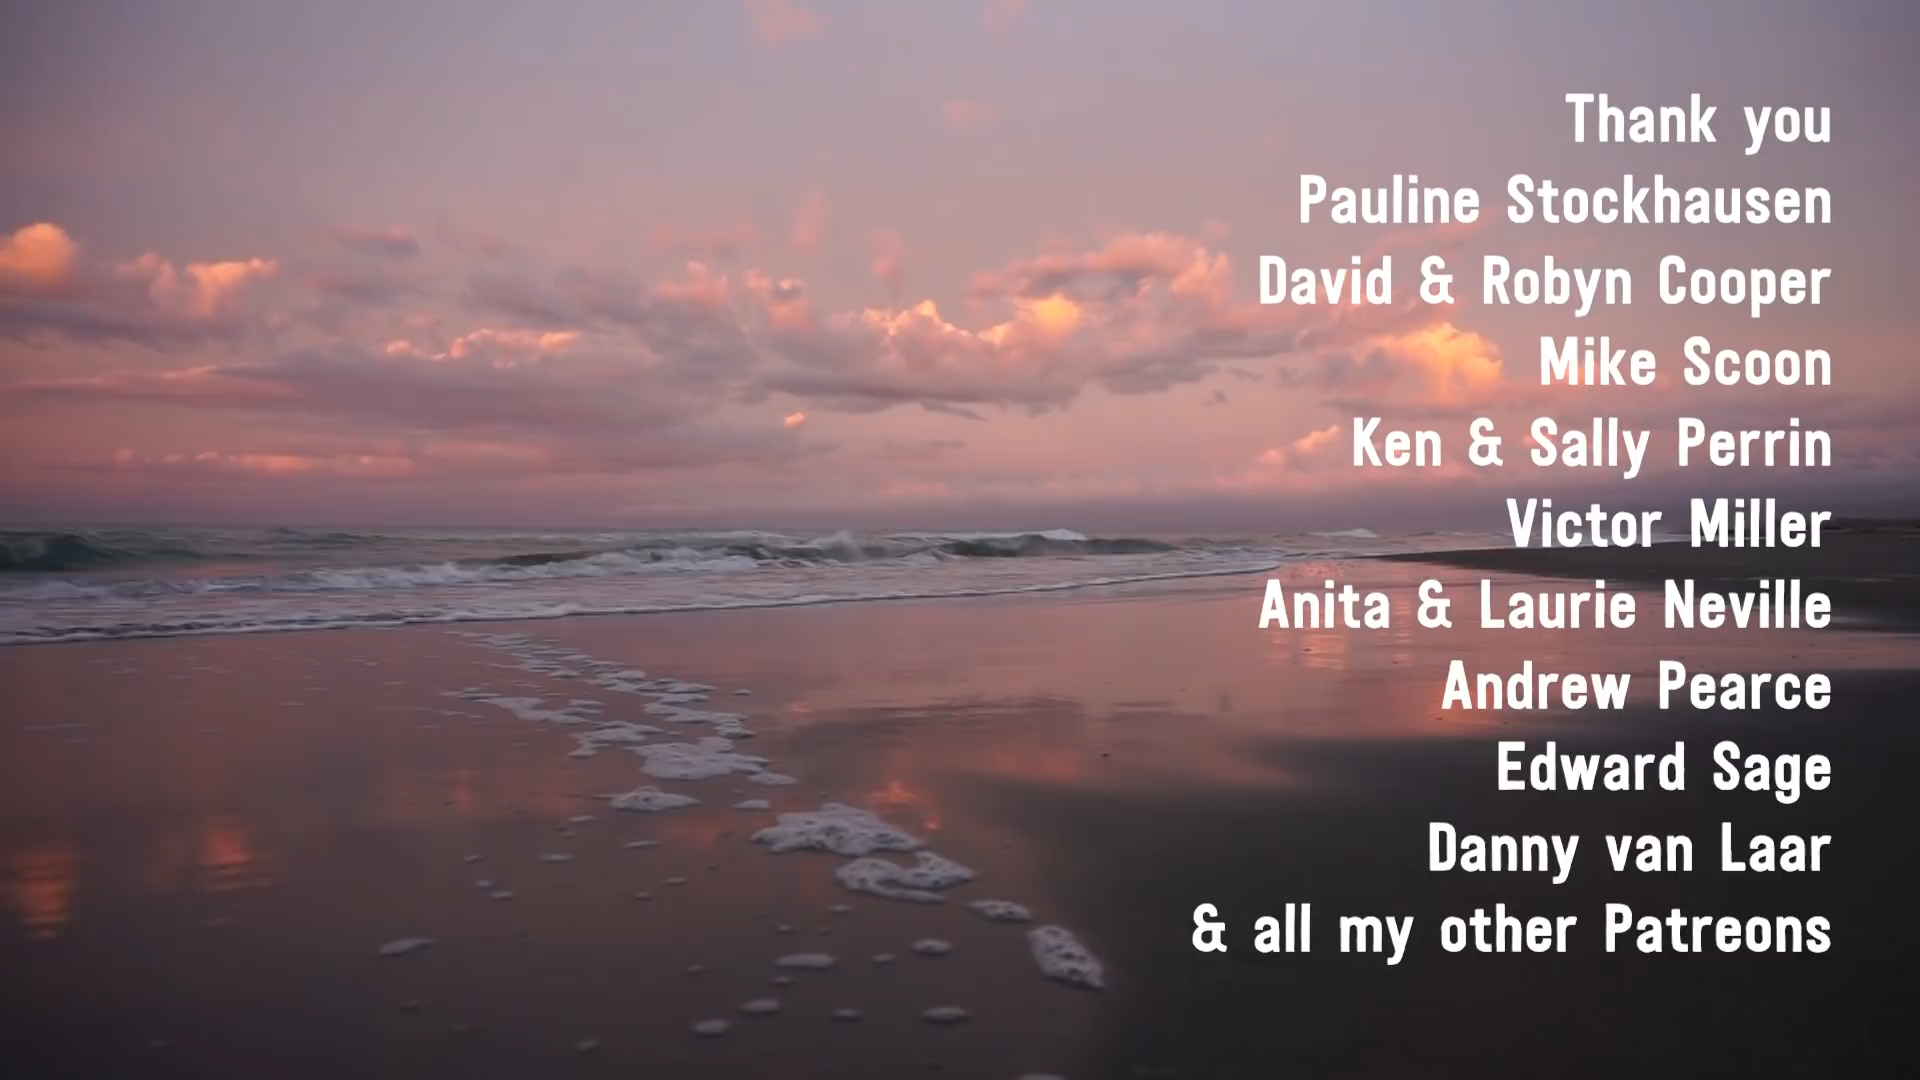 Thank you
Pauline Stockhausen
David & Robyn Cooper
Mike Scoon
Ken & Sally Perrin
Victor Miller
Anita & Laurie Neville
Andrew Pearce
Edward Sage
Danny van Laar
& all my other Patreons